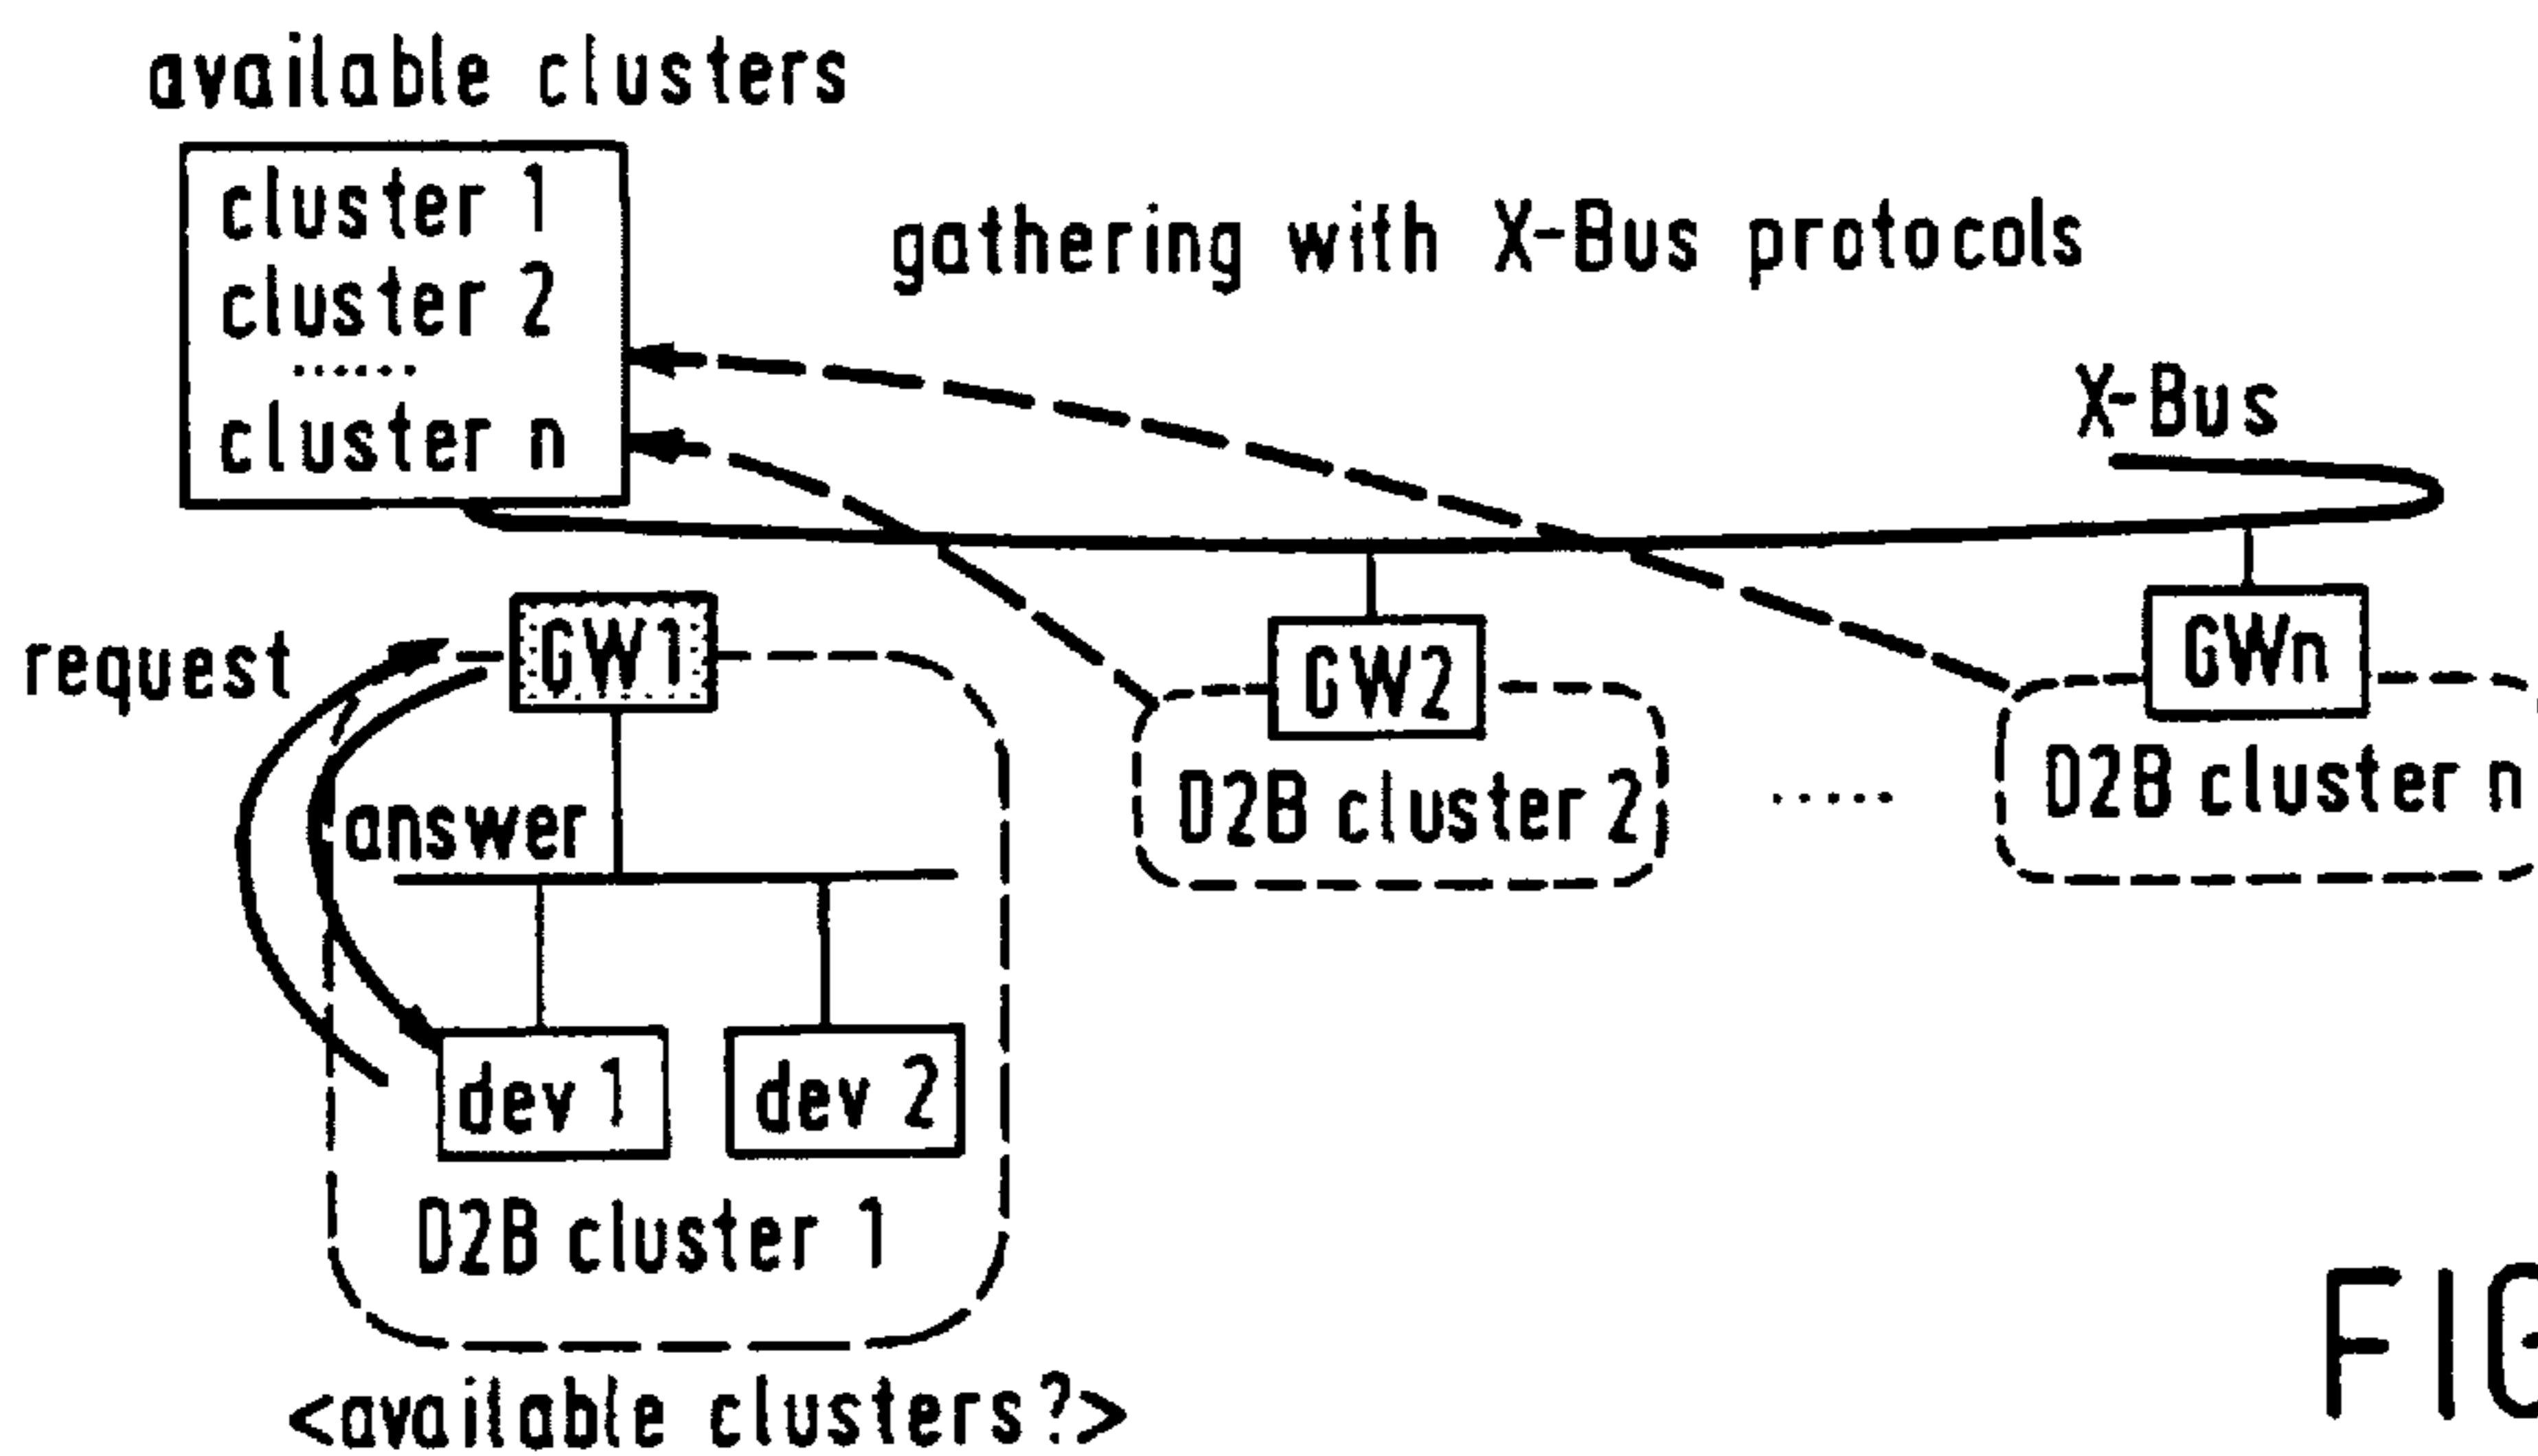 available clusters
cluster 1
cluster 2
......
cluster n
gathering with X-Bus protocols
X-Bus
request
GW1
GW2
GWn
answer
D2B cluster 2
.....
D2B cluster n
dev 1
dev 2
D2B cluster 1
<available clusters?>